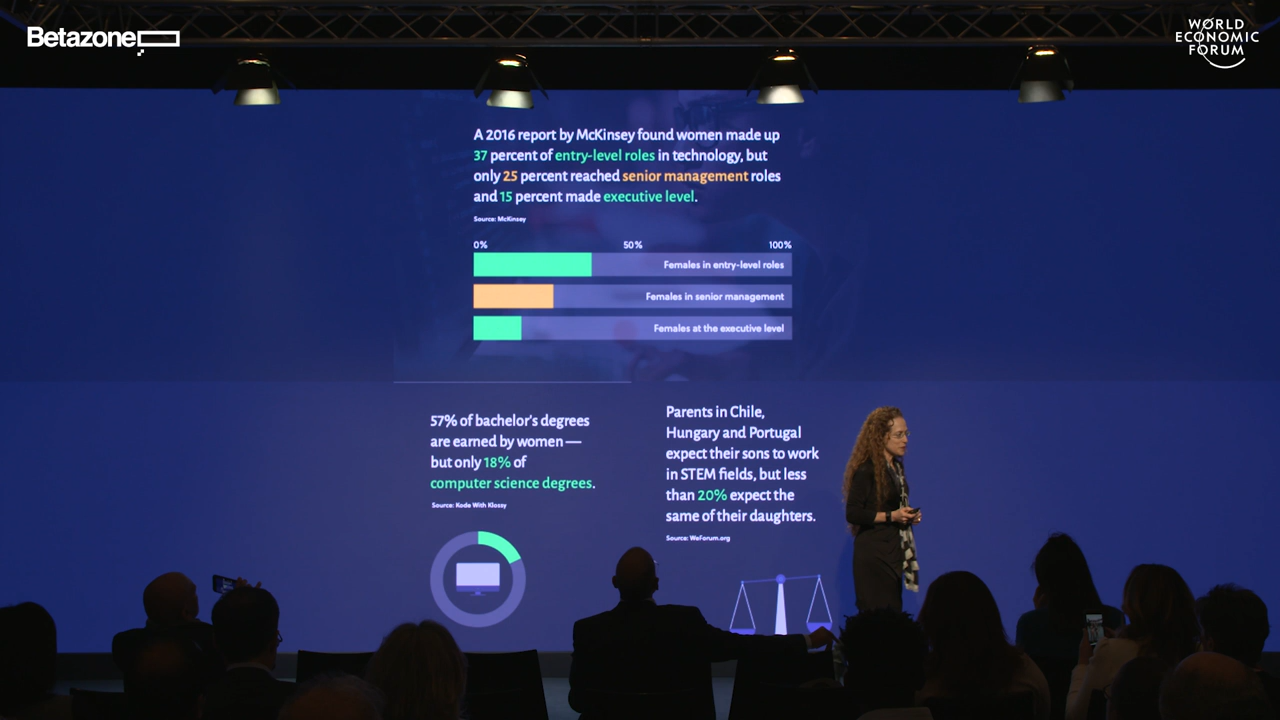 Betazone
WORLD
ECONOMIC
FORUM
A 2016 report by McKinsey found women made up
37 percent of entry-level roles in technology, but
only 25 percent reached senior management roles
and 15 percent made executive level.
Source: McKinsey
0% 50% 100%
Females in entry-level roles
Females in senior management
Females at the executive level
57% of bachelor's degrees
are earned by women —
but only 18% of
computer science degrees.
Source: Kode With Klossy
Parents in Chile,
Hungary and Portugal
expect their sons to work
in STEM fields, but less
than 20% expect the
same of their daughters.
Source: WeForum.org